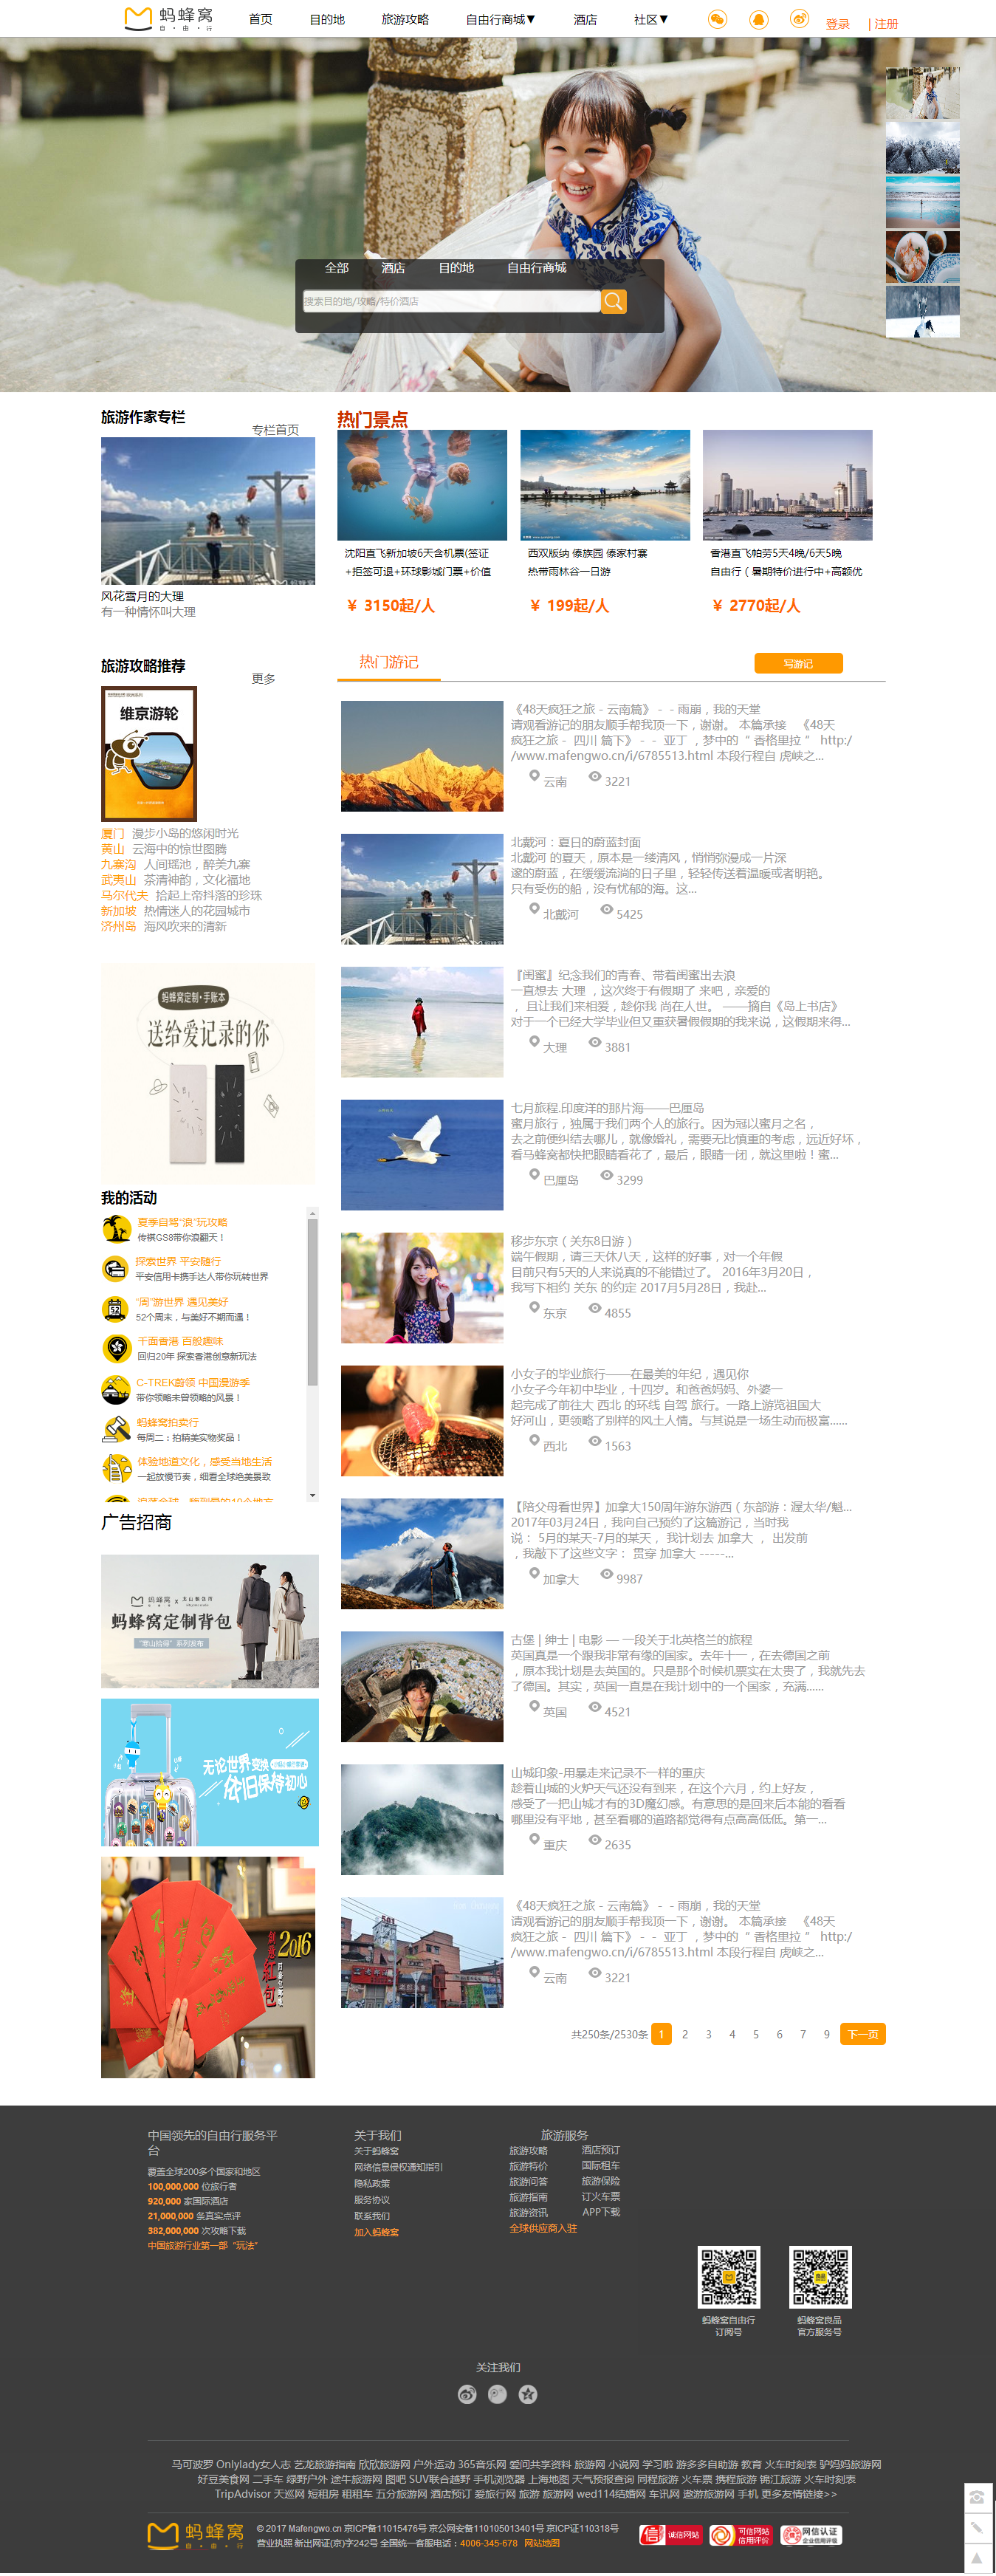 蚂蜂窝
自·由·行
首页 目的地 旅游攻略 自由行商城▼ 酒店 社区▼ 登录 | 注册
全部 酒店 目的地 自由行商城
搜索目的地/攻略/特价酒店
旅游作家专栏
专栏首页
风花雪月的大理
有一种情怀叫大理
热门景点
沈阳直飞新加坡6天含机票(签证
+拒签可退+环球影城门票+价值
¥ 3150起/人
西双版纳 傣族园 傣家村寨
热带雨林谷一日游
¥ 199起/人
香港直飞帕劳5天4晚/6天5晚
自由行（暑期特价进行中+高额优
¥ 2770起/人
旅游攻略推荐
更多
维京游轮
厦门 漫步小岛的悠闲时光
黄山 云海中的惊世图腾
九寨沟 人间瑶池，醉美九寨
武夷山 茶清神韵，文化福地
马尔代夫 拾起上帝抖落的珍珠
新加坡 热情迷人的花园城市
济州岛 海风吹来的清新
蚂蜂窝定制·手账本
送给爱记录的你
我的活动
夏季自驾“浪”玩攻略
传祺GS8带你浪翻天！
探索世界 平安随行
平安信用卡携手达人带你玩转世界
“周”游世界 遇见美好
52个周末，与美好不期而遇！
千面香港 百般趣味
回归20年 探索香港创意新玩法
C-TREK蔚领 中国漫游季
带你领略未曾领略的风景！
蚂蜂窝拍卖行
每周二：拍精美实物奖品！
体验地道文化，感受当地生活
一起放慢节奏，细看全球绝美景致
广告招商
蚂蜂窝 x
蚂蜂窝定制背包
无论世界变换
依旧保持初心
2016
红包
热门游记
写游记
《48天疯狂之旅 - 云南篇》 - - 雨崩，我的天堂
请观看游记的朋友顺手帮我顶一下，谢谢。 本篇承接 《48天
疯狂之旅 - 四川 篇下》 - - 亚丁 ，梦中的 “ 香格里拉 ” http:/
/www.mafengwo.cn/i/6785513.html 本段行程自 虎峡之...
云南 3221
北戴河：夏日的蔚蓝封面
北戴河 的夏天，原本是一缕清风，悄悄弥漫成一片深
邃的蔚蓝，在缓缓流淌的日子里，轻轻传送着温暖或者明艳。
只有受伤的船，没有忧郁的海。这...
北戴河 5425
『闺蜜』纪念我们的青春、带着闺蜜出去浪
一直想去 大理 ，这次终于有假期了 来吧，亲爱的
，且让我们来相爱，趁你我 尚在人世。 ——摘自《岛上书店》
对于一个已经大学毕业但又重获暑假假期的我来说，这假期来得...
大理 3881
七月旅程.印度洋的那片海——巴厘岛
蜜月旅行，独属于我们两个人的旅行。因为冠以蜜月之名，
去之前便纠结去哪儿，就像婚礼，需要无比慎重的考虑，远近好坏，
看马蜂窝都快把眼睛看花了，最后，眼睛一闭，就这里啦！蜜...
巴厘岛 3299
移步东京（关东8日游）
端午假期，请三天休八天，这样的好事，对一个年假
目前只有5天的人来说真的不能错过了。 2016年3月20日，
我写下相约 关东 的约定 2017月5月28日，我赴...
东京 4855
小女子的毕业旅行——在最美的年纪，遇见你
小女子今年初中毕业，十四岁。和爸爸妈妈、外婆一
起完成了前往大 西北 的环线 自驾 旅行。一路上游览祖国大
好河山，更领略了别样的风土人情。与其说是一场生动而极富......
西北 1563
【陪父母看世界】加拿大150周年游东游西（东部游：渥太华/魁...
2017年03月24日，我向自己预约了这篇游记，当时我
说： 5月的某天-7月的某天， 我计划去 加拿大 ， 出发前
，我敲下了这些文字： 贯穿 加拿大 -----...
加拿大 9987
古堡 | 绅士 | 电影 — 一段关于北英格兰的旅程
英国真是一个跟我非常有缘的国家。去年十一，在去德国之前
，原本我计划是去英国的。只是那个时候机票实在太贵了，我就先去
了德国。其实，英国一直是在我计划中的一个国家，充满......
英国 4521
山城印象-用暴走来记录不一样的重庆
趁着山城的火炉天气还没有到来，在这个六月，约上好友，
感受了一把山城才有的3D魔幻感。有意思的是回来后本能的看看
哪里没有平地，甚至看哪的道路都觉得有点高高低低。第一...
重庆 2635
《48天疯狂之旅 - 云南篇》 - - 雨崩，我的天堂
请观看游记的朋友顺手帮我顶一下，谢谢。 本篇承接 《48天
疯狂之旅 - 四川 篇下》 - - 亚丁 ，梦中的 “ 香格里拉 ” http:/
/www.mafengwo.cn/i/6785513.html 本段行程自 虎峡之...
云南 3221
共250条/2530条 1 2 3 4 5 6 7 9 下一页
中国领先的自由行服务平
台
覆盖全球200多个国家和地区
100,000,000 位旅行者
920,000 家国际酒店
21,000,000 条真实点评
382,000,000 次攻略下载
中国旅游行业第一部 “玩法”
关于我们
关于蚂蜂窝
网络信息侵权通知指引
隐私政策
服务协议
联系我们
加入蚂蜂窝
旅游服务
旅游攻略 酒店预订
旅游特价 国际租车
旅游问答 旅游保险
旅游指南 订火车票
旅游资讯 APP下载
全球供应商入驻
蚂蜂窝自由行
订阅号
蚂蜂窝良品
官方服务号
关注我们
马可波罗 Onlylady女人志 艺龙旅游指南 欣欣旅游网 户外运动 365音乐网 爱问共享资料 旅游网 小说网 学习啦 游多多自助游 教育 火车时刻表 驴妈妈旅游网
好豆美食网 二手车 绿野户外 途牛旅游网 图吧 SUV联合越野 手机浏览器 上海地图 天气预报查询 同程旅游 火车票 携程旅游 锦江旅游 火车时刻表
TripAdvisor 天巡网 短租房 租租车 五分旅游网 酒店预订 爱旅行网 旅游 旅游网 wed114结婚网 车讯网 遨游旅游网 手机 更多友情链接>>
蚂蜂窝
自·由·行
© 2017 Mafengwo.cn 京ICP备11015476号 京公网安备110105013401号 京ICP证110318号
营业执照 新出网证(京)字242号 全国统一客服电话：4006-345-678 网站地图
诚信网站
可信网站
信用评价
网信认证